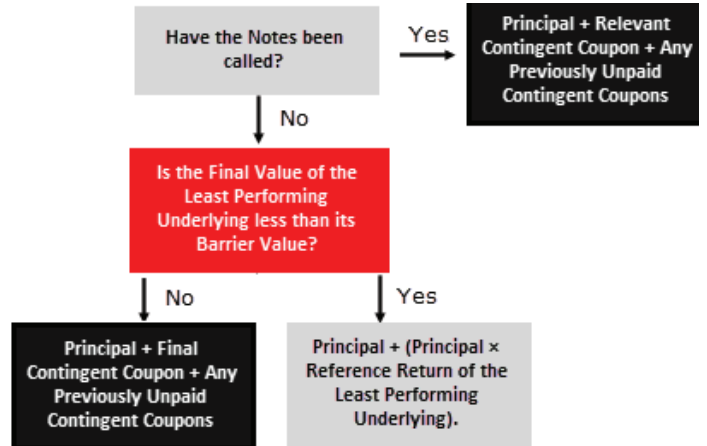 Have the Notes been
called?
Yes
Principal + Relevant
Contingent Coupon + Any
Previously Unpaid
Contingent Coupons
No
Is the Final Value of the
Least Performing
Underlying less than its
Barrier Value?
No
Yes
Principal + Final
Contingent Coupon + Any
Previously Unpaid
Contingent Coupons
Principal + (Principal ×
Reference Return of the
Least Performing
Underlying).